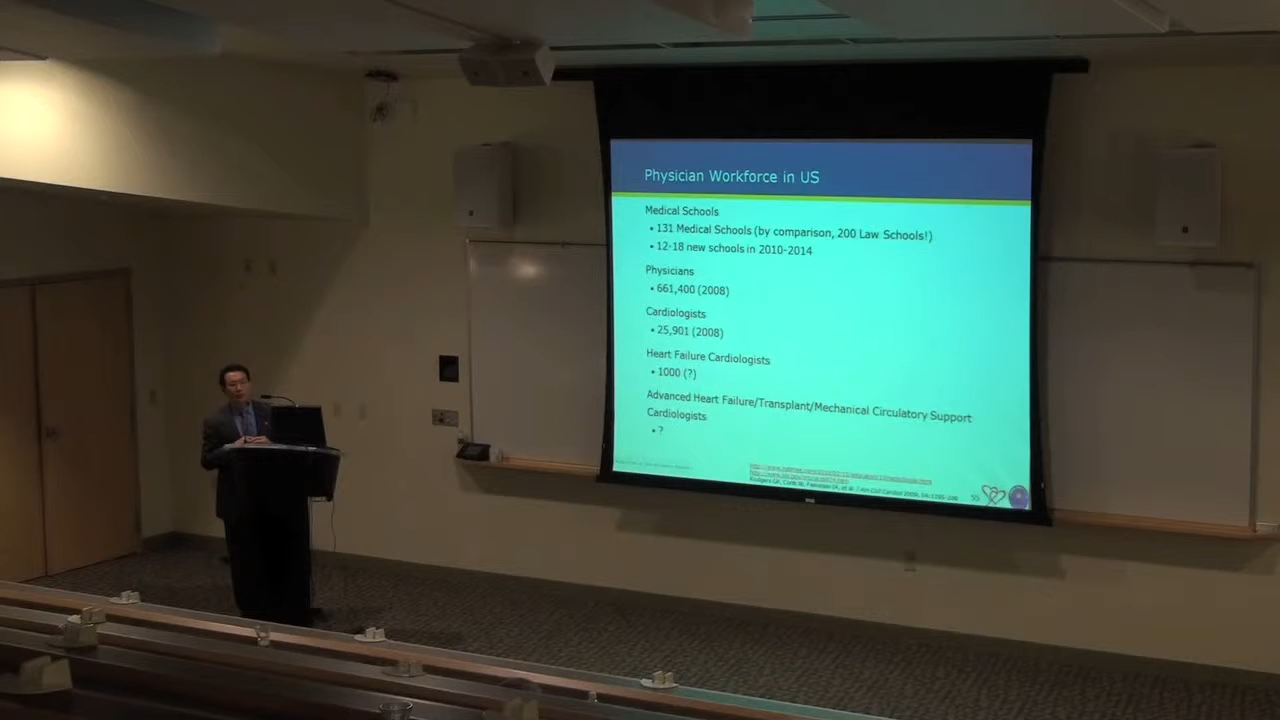 Physician Workforce in US
Medical Schools
• 131 Medical Schools (by comparison, 200 Law Schools!)
• 12-18 new schools in 2010-2014
Physicians
• 661,400 (2008)
Cardiologists
• 25,901 (2008)
Heart Failure Cardiologists
• 1000 (?)
Advanced Heart Failure/Transplant/Mechanical Circulatory Support
Cardiologists
• ?